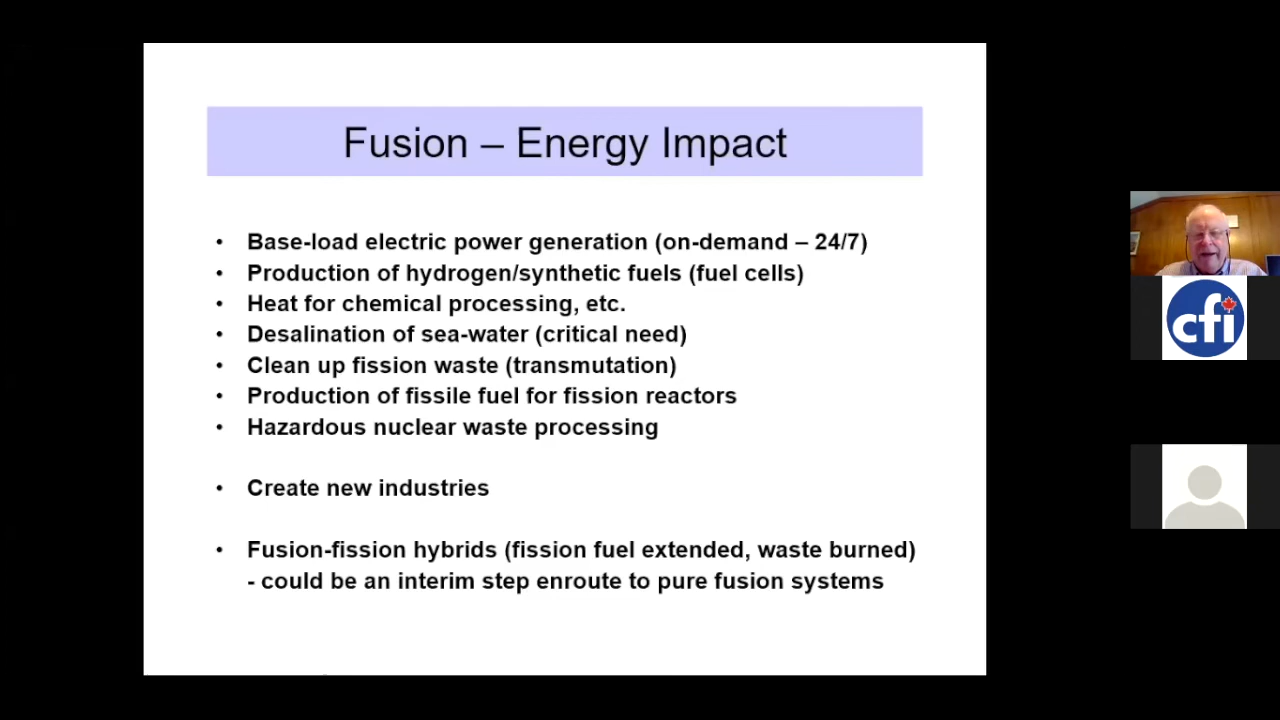 Fusion – Energy Impact
• Base-load electric power generation (on-demand – 24/7)
• Production of hydrogen/synthetic fuels (fuel cells)
• Heat for chemical processing, etc.
• Desalination of sea-water (critical need)
• Clean up fission waste (transmutation)
• Production of fissile fuel for fission reactors
• Hazardous nuclear waste processing
• Create new industries
• Fusion-fission hybrids (fission fuel extended, waste burned)
- could be an interim step enroute to pure fusion systems
cfi